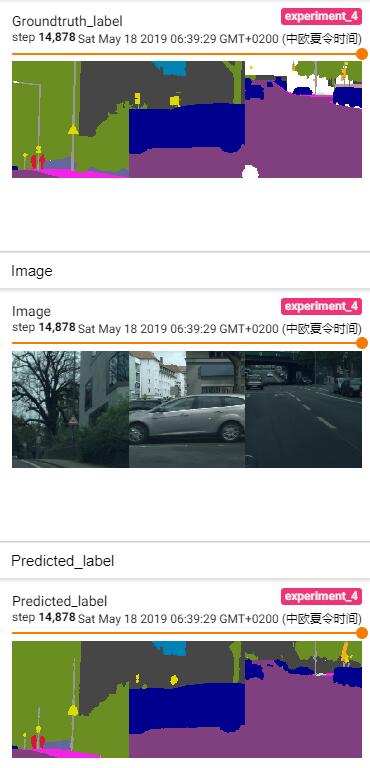 Groundtruth_label
experiment_4
step 14,878 Sat May 18 2019 06:39:29 GMT+0200 (中欧夏令时间)
Image
Image
experiment_4
step 14,878 Sat May 18 2019 06:39:29 GMT+0200 (中欧夏令时间)
Predicted_label
Predicted_label
experiment_4
step 14,878 Sat May 18 2019 06:39:29 GMT+0200 (中欧夏令时间)